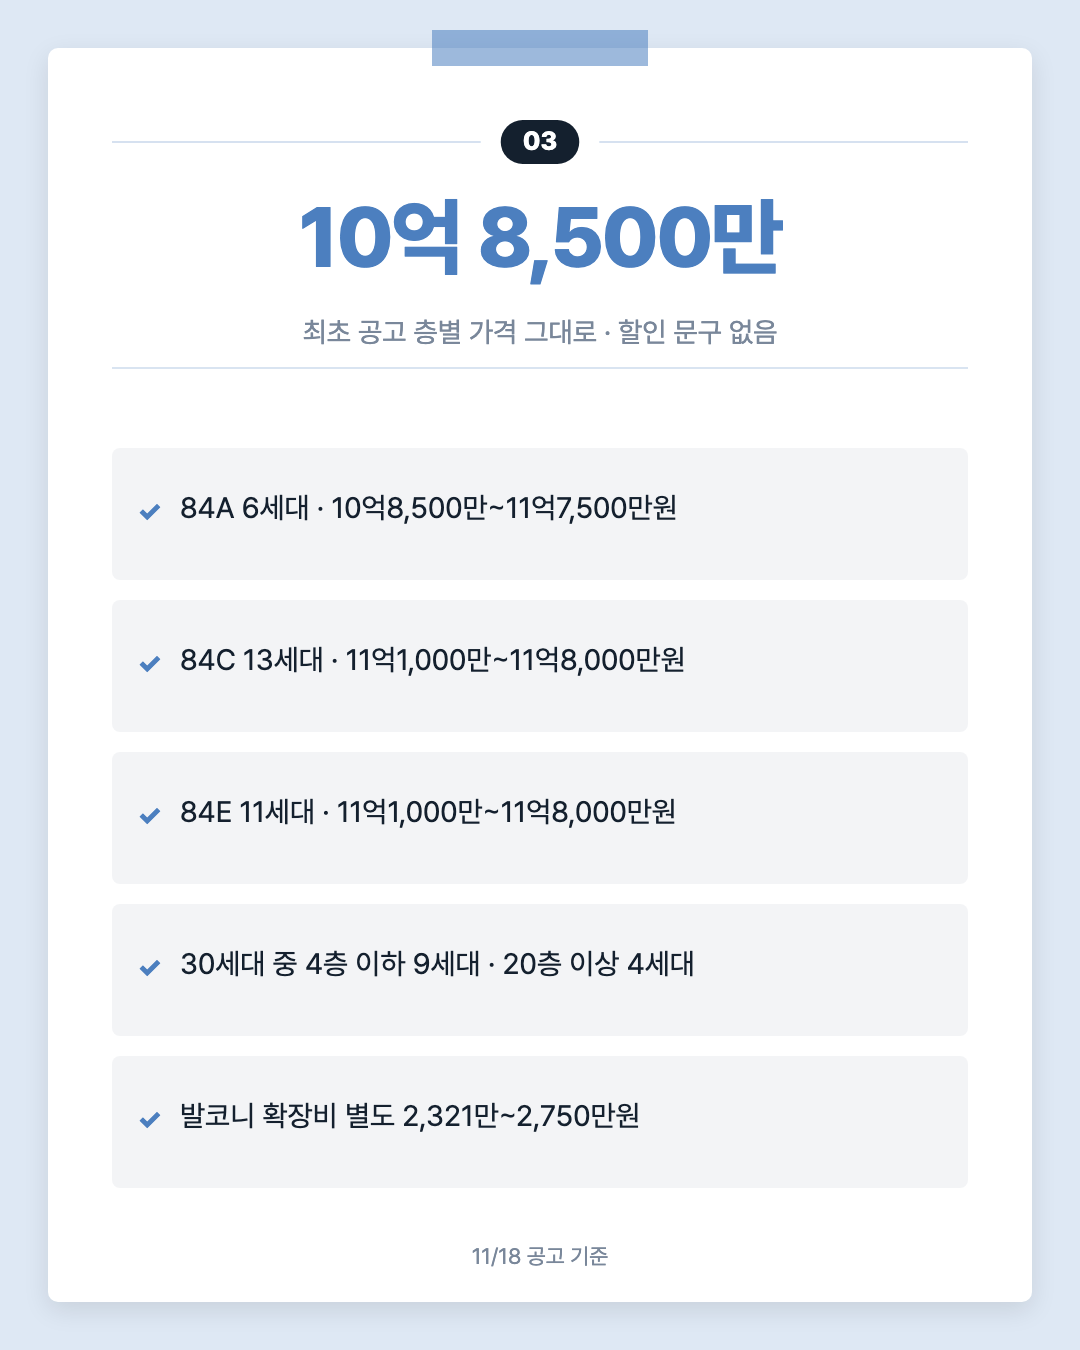 03
10억 8,500만
최초 공고 층별 가격 그대로 · 할인 문구 없음
84A 6세대 · 10억8,500만~11억7,500만원
84C 13세대 · 11억1,000만~11억8,000만원
84E 11세대 · 11억1,000만~11억8,000만원
30세대 중 4층 이하 9세대 · 20층 이상 4세대
발코니 확장비 별도 2,321만~2,750만원
11/18 공고 기준